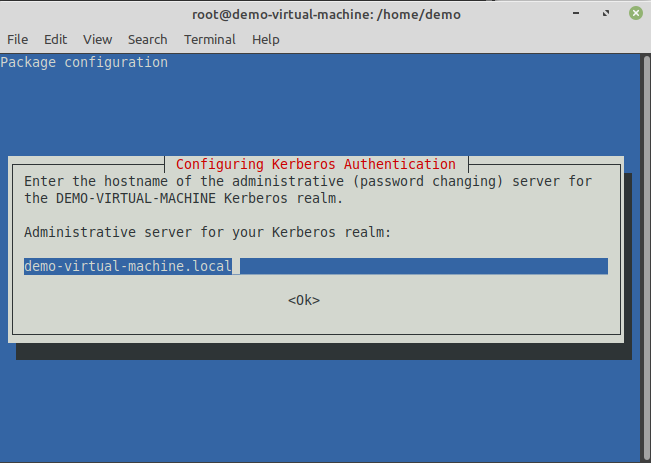 root@demo-virtual-machine: /home/demo
File Edit View Search Terminal Help
Package configuration
Configuring Kerberos Authentication
Enter the hostname of the administrative (password changing) server for
the DEMO-VIRTUAL-MACHINE Kerberos realm.
Administrative server for your Kerberos realm:
demo-virtual-machine.local
<Ok>